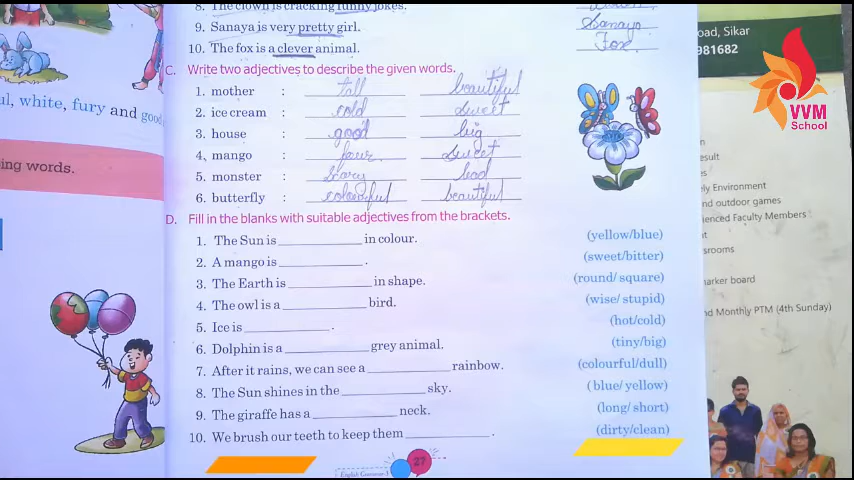 8. The clown is cracking funny jokes.
9. Sanaya is very pretty girl. Sanaya
10. The fox is a clever animal. Fox
C. Write two adjectives to describe the given words.
1. mother : tall beautiful
2. ice cream : cold sweet
3. house : good big
4. mango : four sweet
5. monster : Scary bad
6. butterfly : colourful beautiful
D. Fill in the blanks with suitable adjectives from the brackets.
1. The Sun is ____________ in colour. (yellow/blue)
2. A mango is ____________ . (sweet/bitter)
3. The Earth is ____________ in shape. (round/ square)
4. The owl is a ____________ bird. (wise/ stupid)
5. Ice is ____________ . (hot/cold)
6. Dolphin is a ____________ grey animal. (tiny/big)
7. After it rains, we can see a ____________ rainbow. (colourful/dull)
8. The Sun shines in the ____________ sky. (blue/ yellow)
9. The giraffe has a ____________ neck. (long/ short)
10. We brush our teeth to keep them ____________ . (dirty/clean)
English Grammar-1
27
white, fury and good
ing words.
oad, Sikar
981682
VVM
School
esult
ly Environment
nd outdoor games
ienced Faculty Members
srooms
marker board
nd Monthly PTM (4th Sunday)